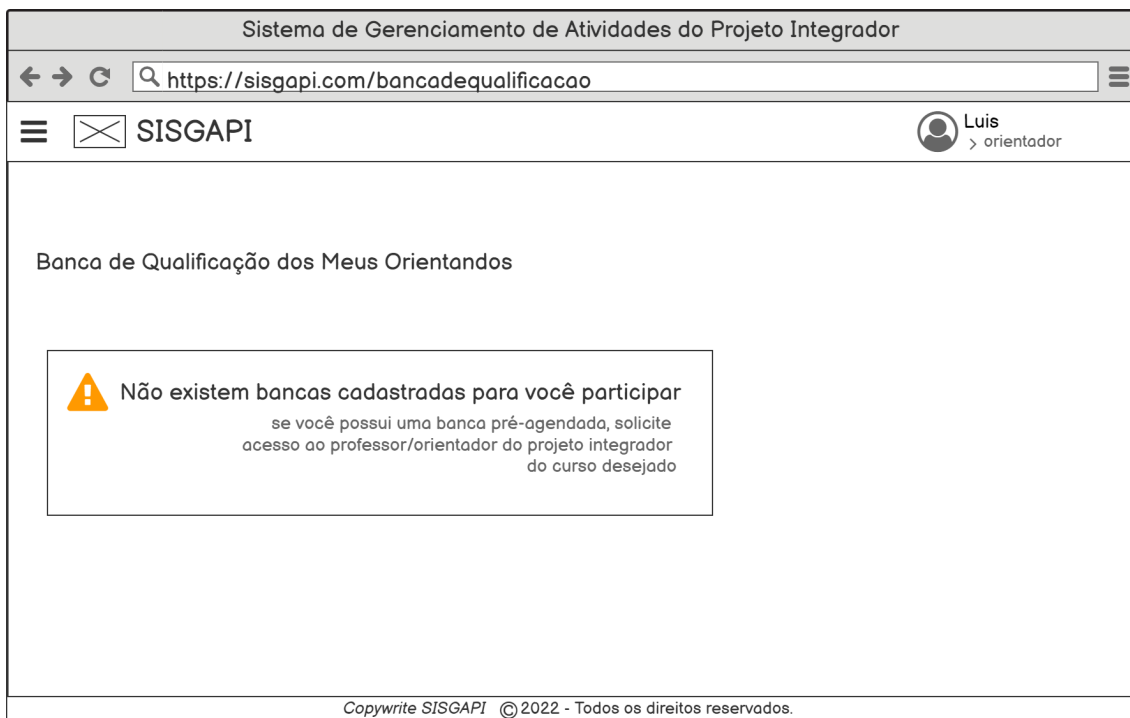 Sistema de Gerenciamento de Atividades do Projeto Integrador
https://sisgapi.com/bancadequalificacao
SISGAPI
Luis
> orientador
Banca de Qualificação dos Meus Orientandos
Não existem bancas cadastradas para você participar
se você possui uma banca pré-agendada, solicite
acesso ao professor/orientador do projeto integrador
do curso desejado
Copywrite SISGAPI © 2022 - Todos os direitos reservados.